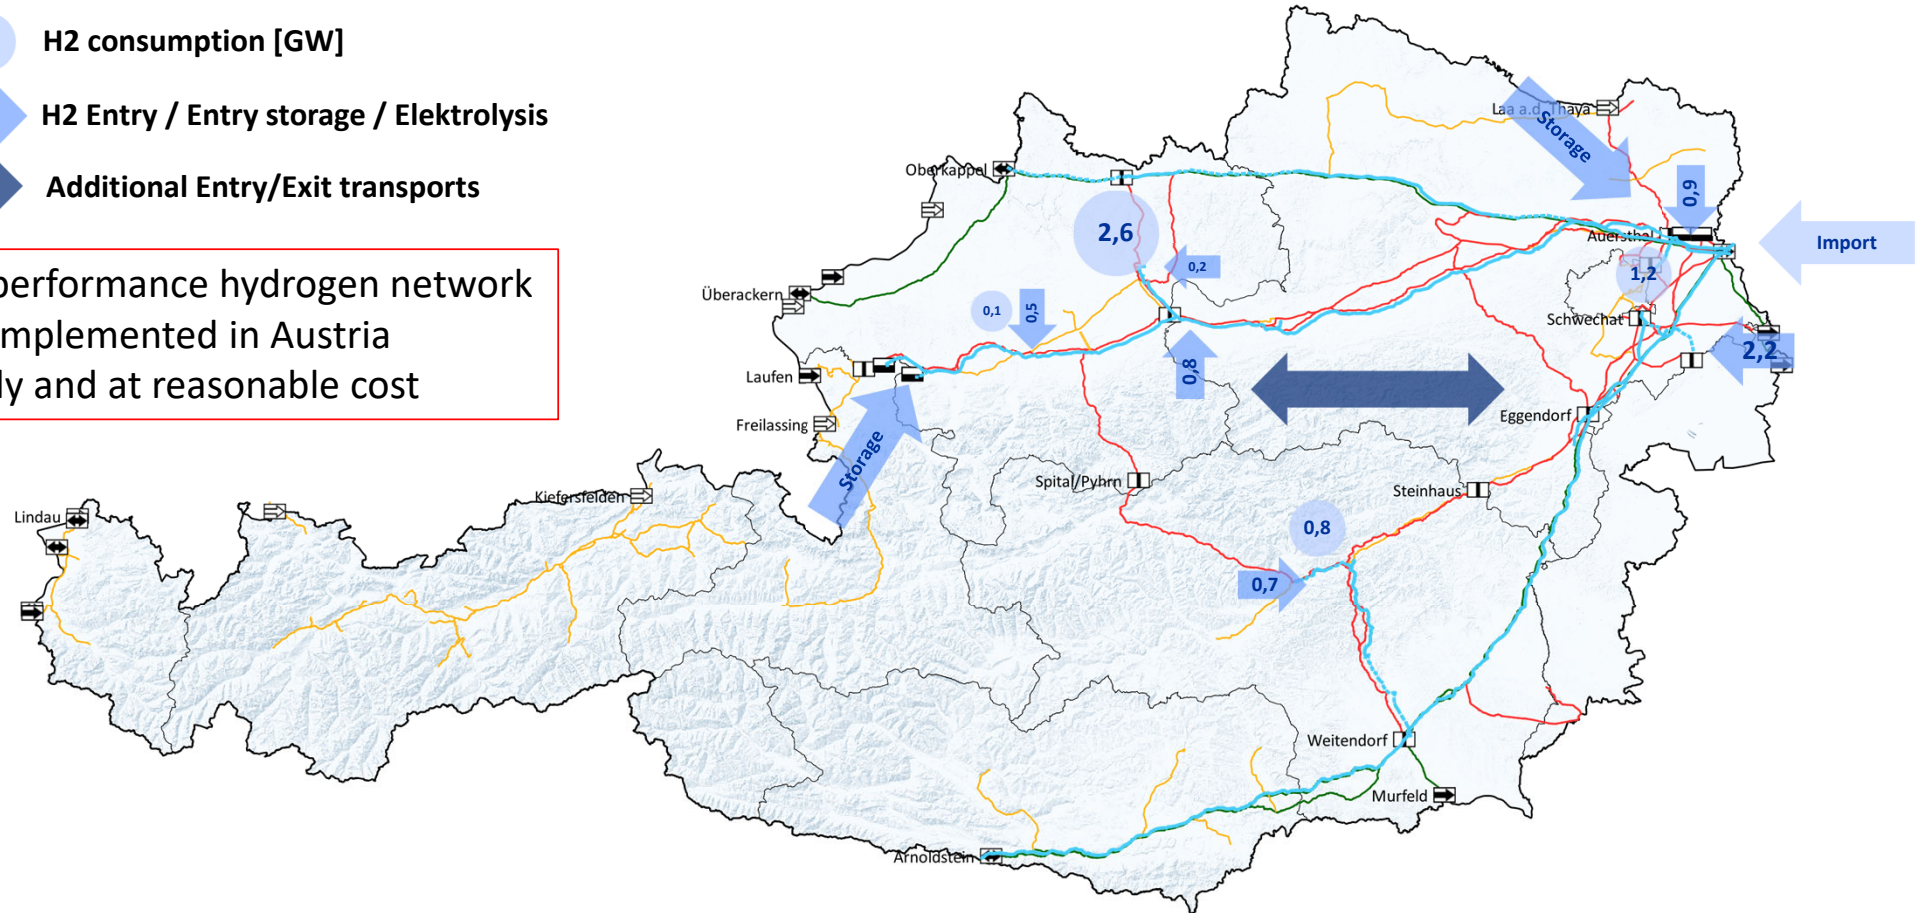 H2 consumption [GW]
H2 Entry / Entry storage / Elektrolysis
Additional Entry/Exit transports
performance hydrogen network
mplemented in Austria
ly and at reasonable cost
Laa a.d. Thaya
Storage
Oberkappel
0,9
2,6
Auersthal
Import
0,2
1,2
Überackern
0,1
0,5
Schwechat
2,2
0,8
Laufen
Eggendorf
Freilassing
Storage
Spital/Pyhrn
Steinhaus
Kiefersfelden
Lindau
0,8
0,7
Weitendorf
Murfeld
Arnoldstein